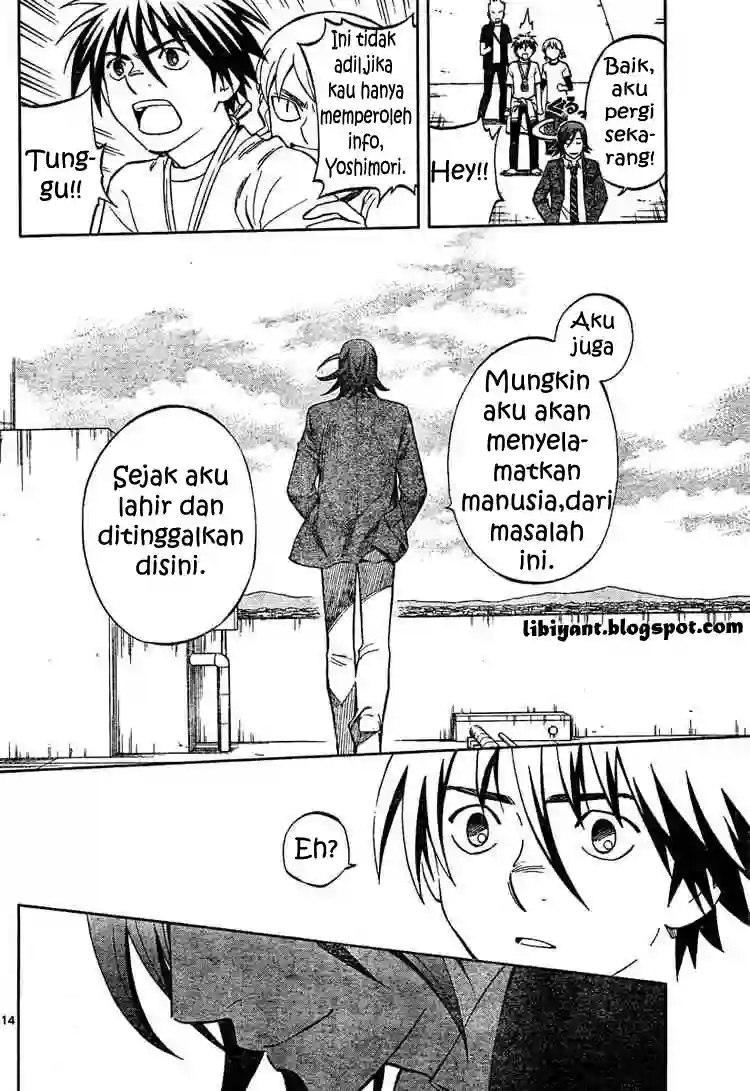 Baik,
aku
pergi
seka-
rang!
Hey!!
Ini tidak
adil,jika
kau hanya
memperoleh
info,
Yoshimori.
Tung-
gu!!
Aku
juga
Mungkin
aku akan
menyela-
matkan
manusia,dari
masalah
ini.
Sejak aku
lahir dan
ditinggalkan
disini.
libiyant.blogspot.com
Eh?
14